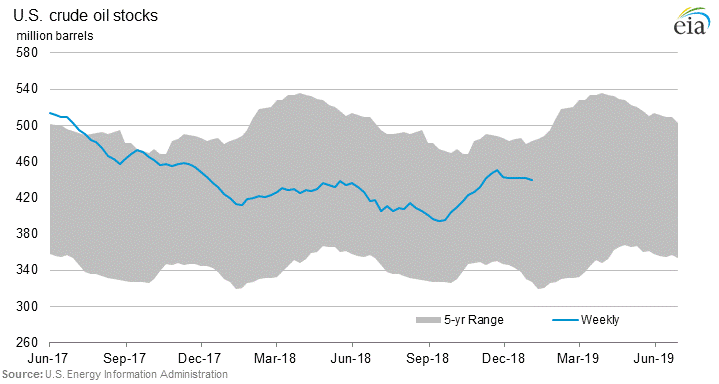 U.S. crude oil stocks
million barrels
eia
580
540
500
460
420
380
340
300
260
5-yr Range
Weekly
Jun-17 Sep-17 Dec-17 Mar-18 Jun-18 Sep-18 Dec-18 Mar-19 Jun-19
Source: U.S. Energy Information Administration